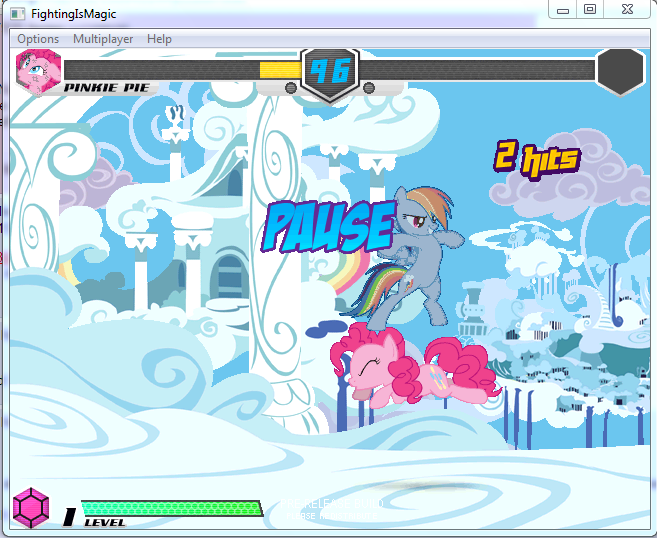 FightingIsMagic
Options Multiplayer Help
96
PINKIE PIE
2 hits
PAUSE
1 LEVEL